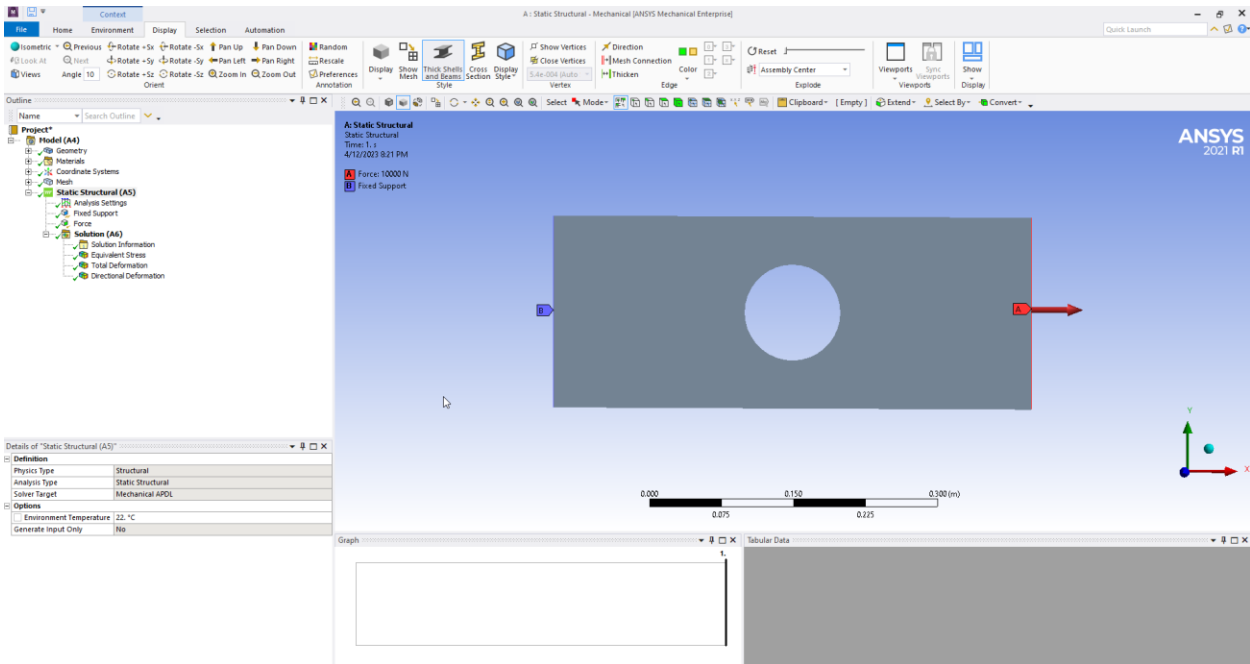 Context
A : Static Structural - Mechanical [ANSYS Mechanical Enterprise]
File Home Environment Display Selection Automation
Quick Launch
Isometric Previous Rotate +Sx Rotate -Sx Pan Up Pan Down
Look At Next Rotate +Sy Rotate -Sy Pan Left Pan Right
Views Angle 10 Rotate +Sz Rotate -Sz Zoom In Zoom Out
Orient
Random
Rescale
Preferences
Annotation
Display
Show Mesh
Thick Shells and Beams
Cross Section
Display Style
Style
Show Vertices
Close Vertices
5.4e-004 (Auto
Vertex
Direction
Mesh Connection
Thicken
Color
Edge
Reset
Assembly Center
Explode
Viewports
Sync Viewports
Viewports
Show
Display
Outline
Name Search Outline
Select Mode Clipboard [ Empty ] Extend Select By Convert
Project*
Model (A4)
Geometry
Materials
Coordinate Systems
Mesh
Static Structural (A5)
Analysis Settings
Fixed Support
Force
Solution (A6)
Solution Information
Equivalent Stress
Total Deformation
Directional Deformation
A: Static Structural
Static Structural
Time: 1. s
4/12/2023 8:21 PM
A Force: 10000 N
B Fixed Support
ANSYS
2021 R1
B
A
Y
X
0.000 0.150 0.300 (m)
0.075 0.225
Details of "Static Structural (A5)"
Definition
Physics Type Structural
Analysis Type Static Structural
Solver Target Mechanical APDL
Options
Environment Temperature 22. °C
Generate Input Only No
Graph
1.
Tabular Data